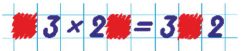 3 × 2 = 3 2